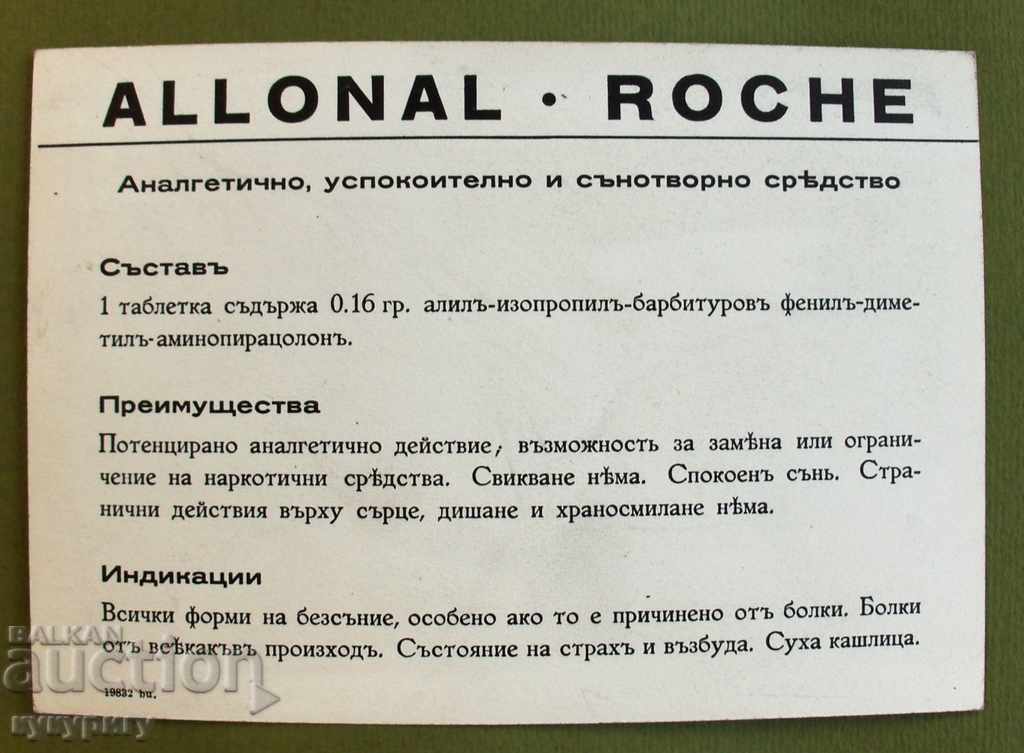 ALLONAL · ROCHE
Аналгетично, успокоително и сънотворно срѣдство
Съставъ
1 таблетка съдържа 0.16 гр. алилъ-изопропилъ-барбитуровъ фенилъ-диме-
тилъ-аминопирацолонъ.
Преимущества
Потенцирано аналгетично действие; възможность за замѣна или ограни-
чение на наркотични срѣдства. Свикване нѣма. Спокоенъ сънь. Стра-
нични действия върху сърце, дишане и храносмилане нѣма.
Индикации
Всички форми на безсъние, особено ако то е причинено отъ болки. Болки
отъ всѣкакъвъ произходъ. Състояние на страхъ и възбуда. Суха кашлица.
19832 bu.
BALKAN
auction
кукуригу